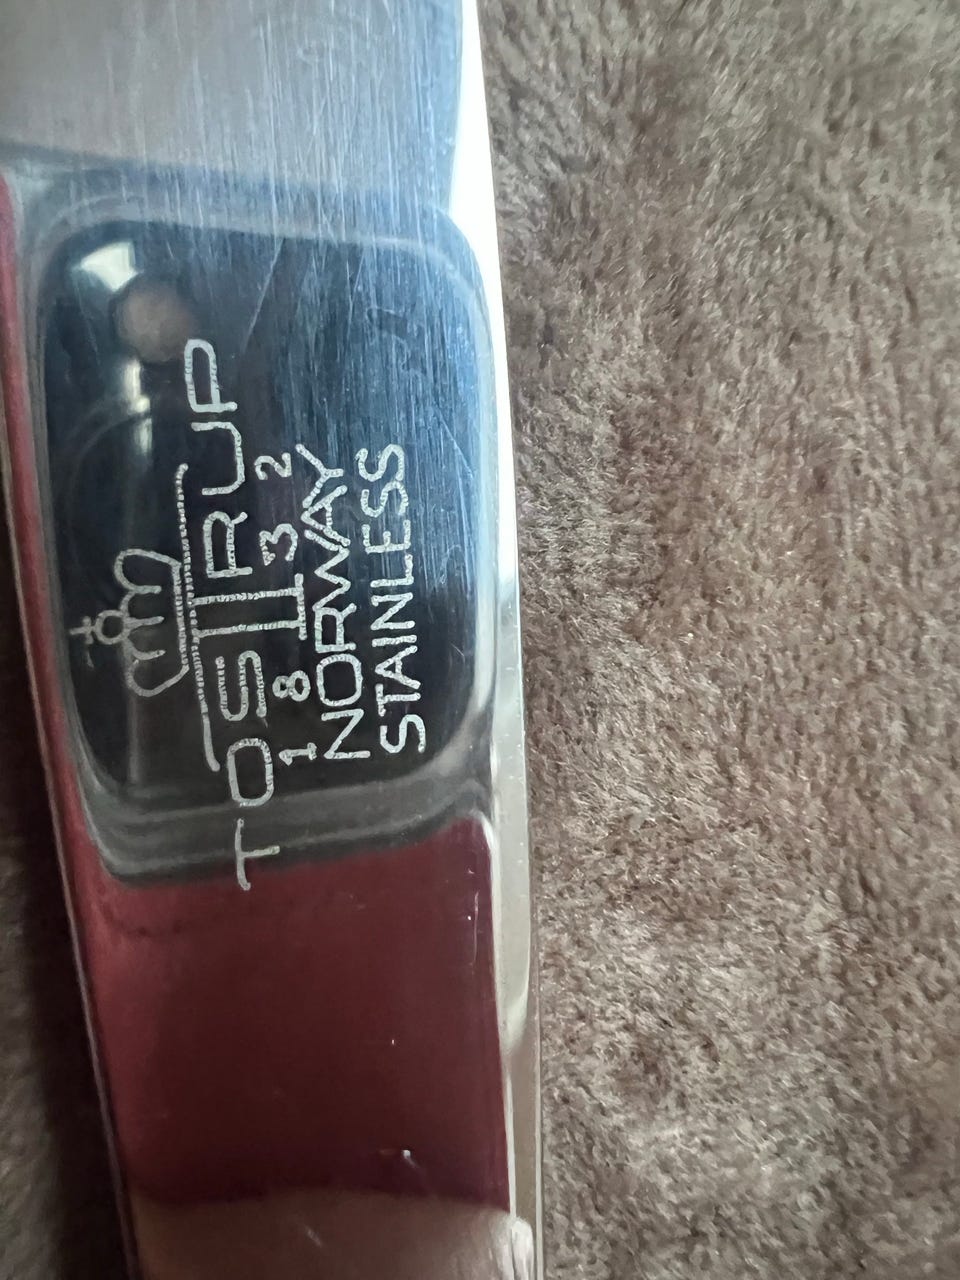 TOSTRUP
1832
NORWAY
STAINLESS